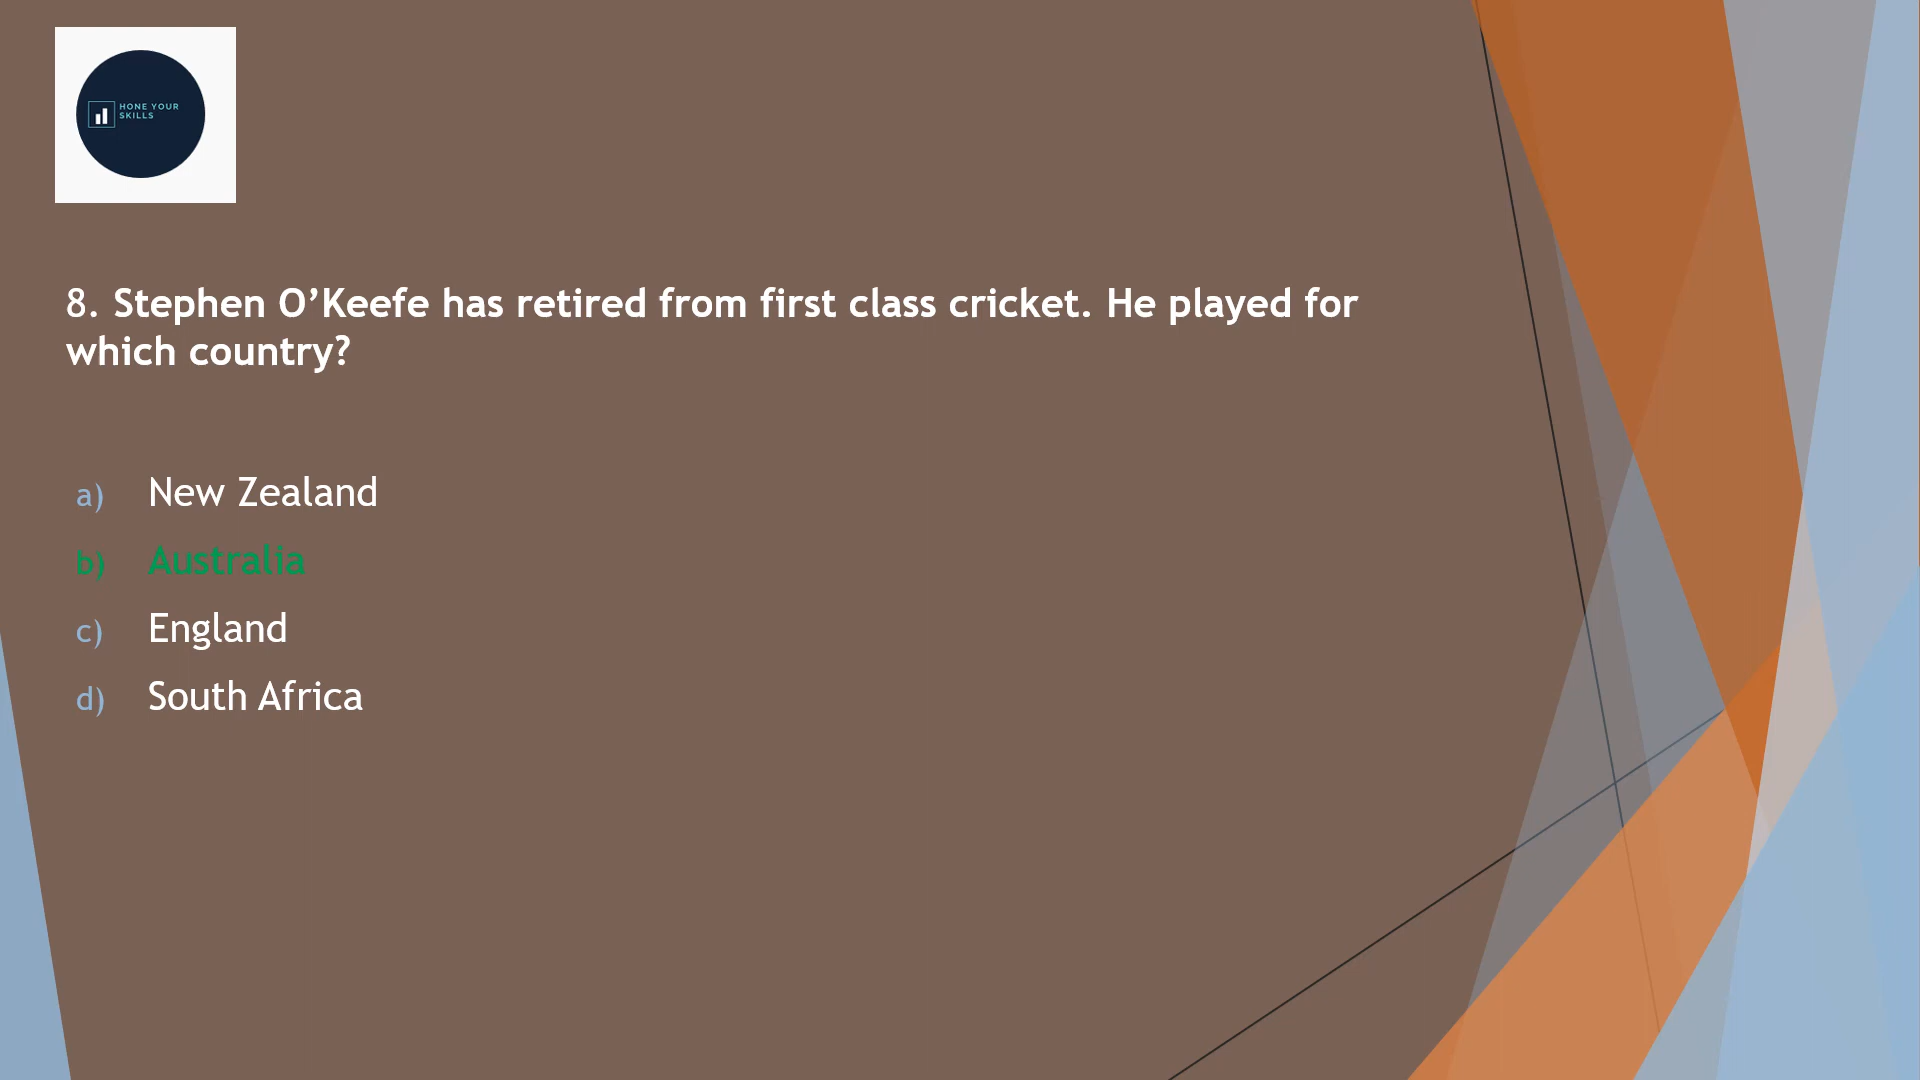 HONE YOUR
SKILLS
8. Stephen O’Keefe has retired from first class cricket. He played for
which country?
a) New Zealand
b) Australia
c) England
d) South Africa